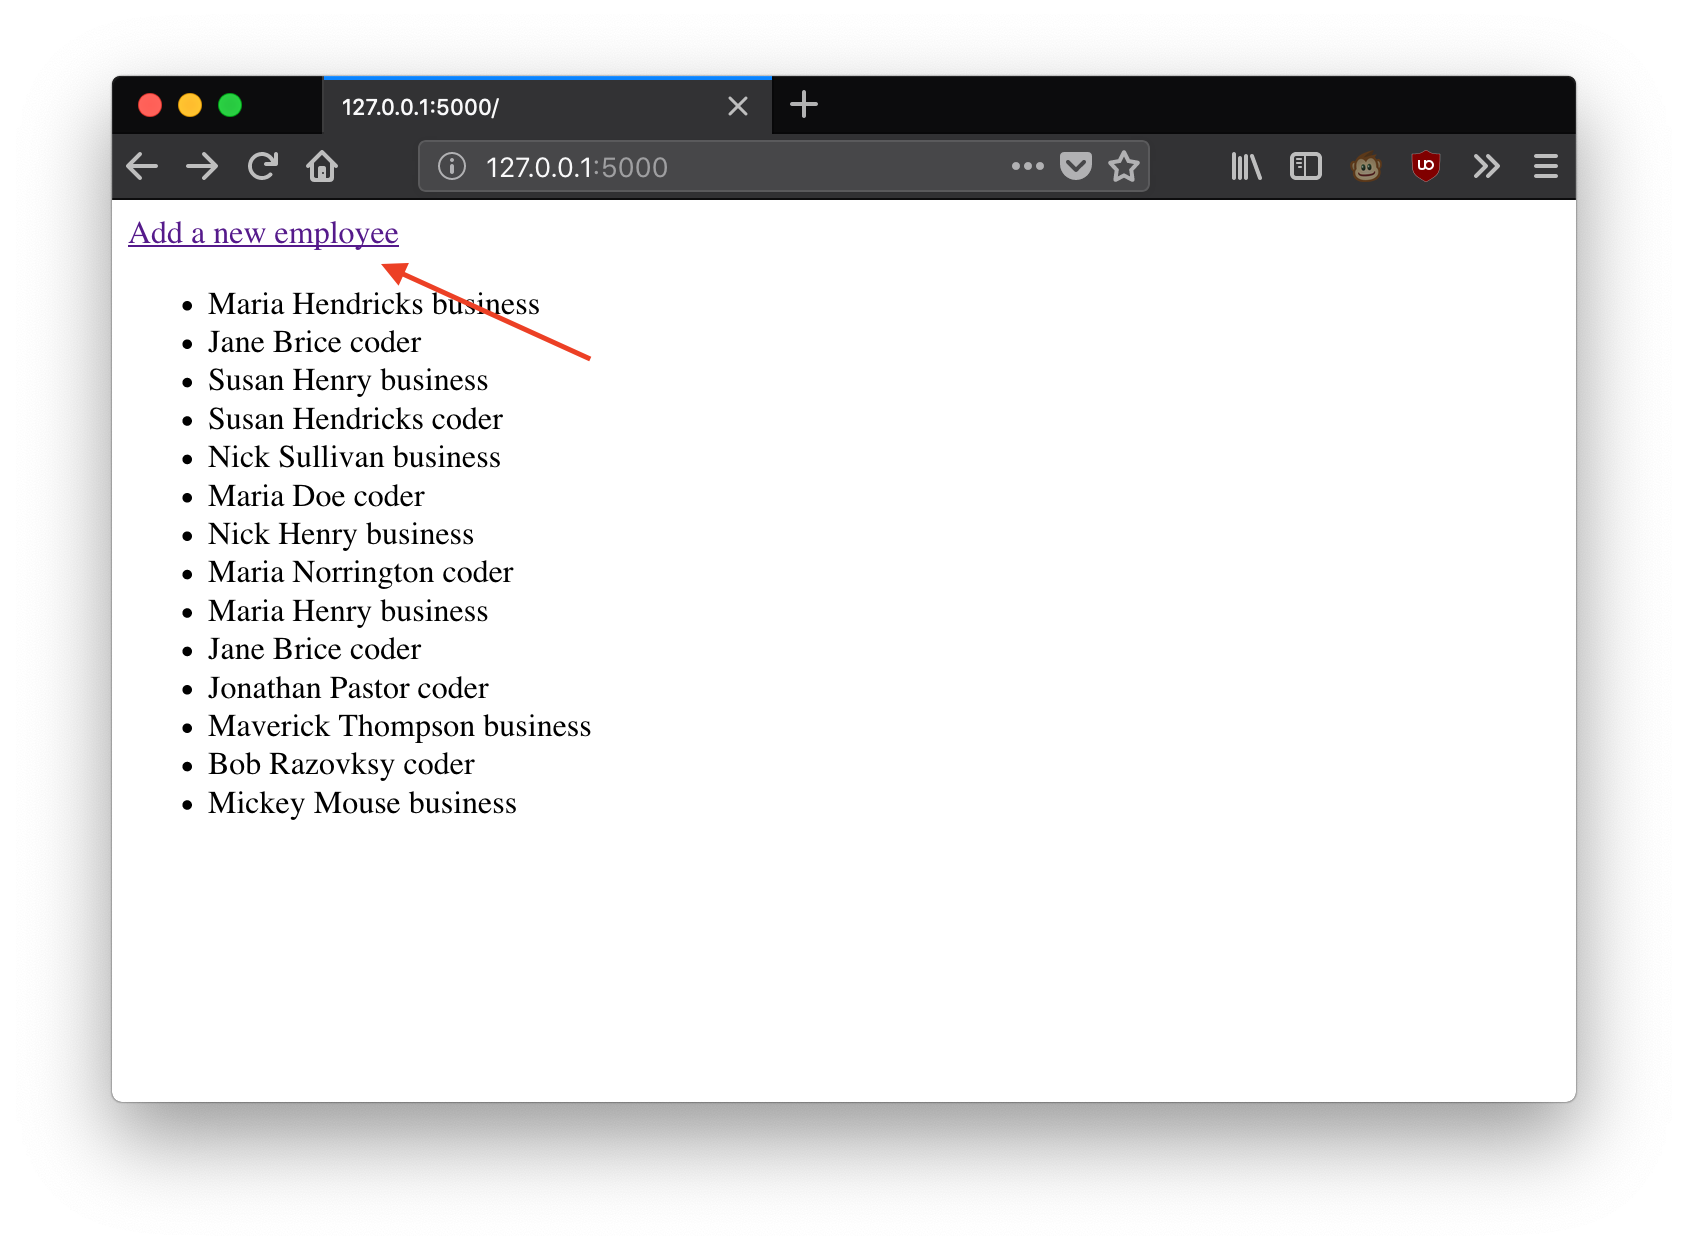 127.0.0.1:5000/
127.0.0.1:5000
Add a new employee
Maria Hendricks business
Jane Brice coder
Susan Henry business
Susan Hendricks coder
Nick Sullivan business
Maria Doe coder
Nick Henry business
Maria Norrington coder
Maria Henry business
Jane Brice coder
Jonathan Pastor coder
Maverick Thompson business
Bob Razovksy coder
Mickey Mouse business